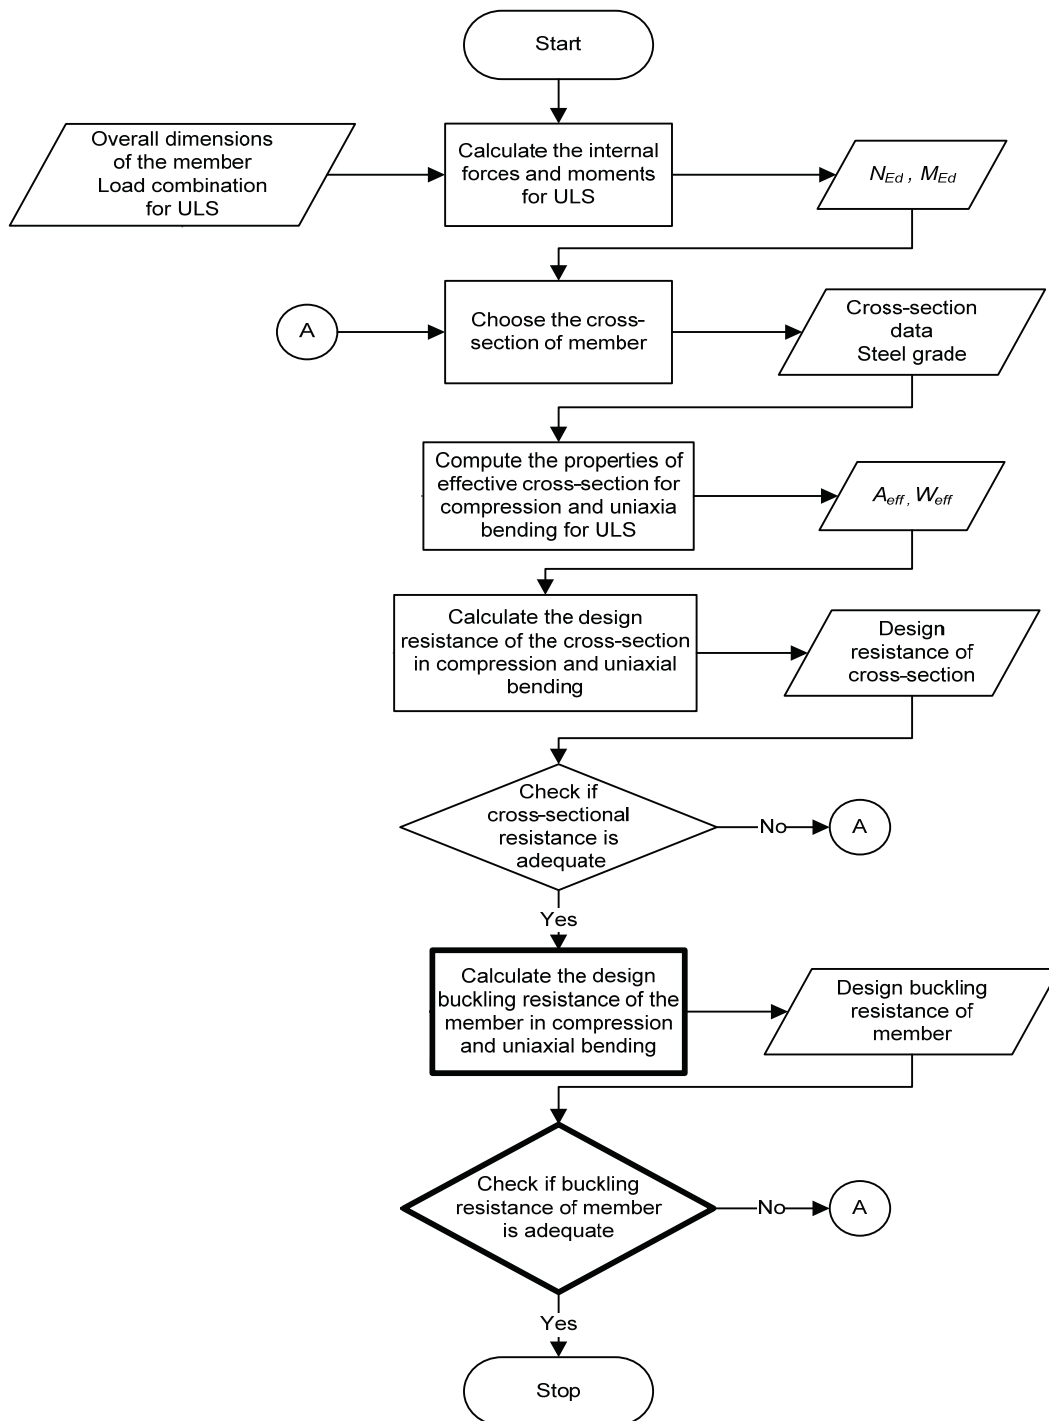 Start
Overall dimensions
of the member
Load combination
for ULS
Calculate the internal
forces and moments
for ULS
N_Ed , M_Ed
A
Choose the cross-
section of member
Cross-section
data
Steel grade
Compute the properties of
effective cross-section for
compression and uniaxia
bending for ULS
A_eff , W_eff
Calculate the design
resistance of the cross-section
in compression and uniaxial
bending
Design
resistance of
cross-section
Check if
cross-sectional
resistance is
adequate
No
A
Yes
Calculate the design
buckling resistance of the
member in compression
and uniaxial bending
Design buckling
resistance of
member
Check if buckling
resistance of member
is adequate
No
A
Yes
Stop